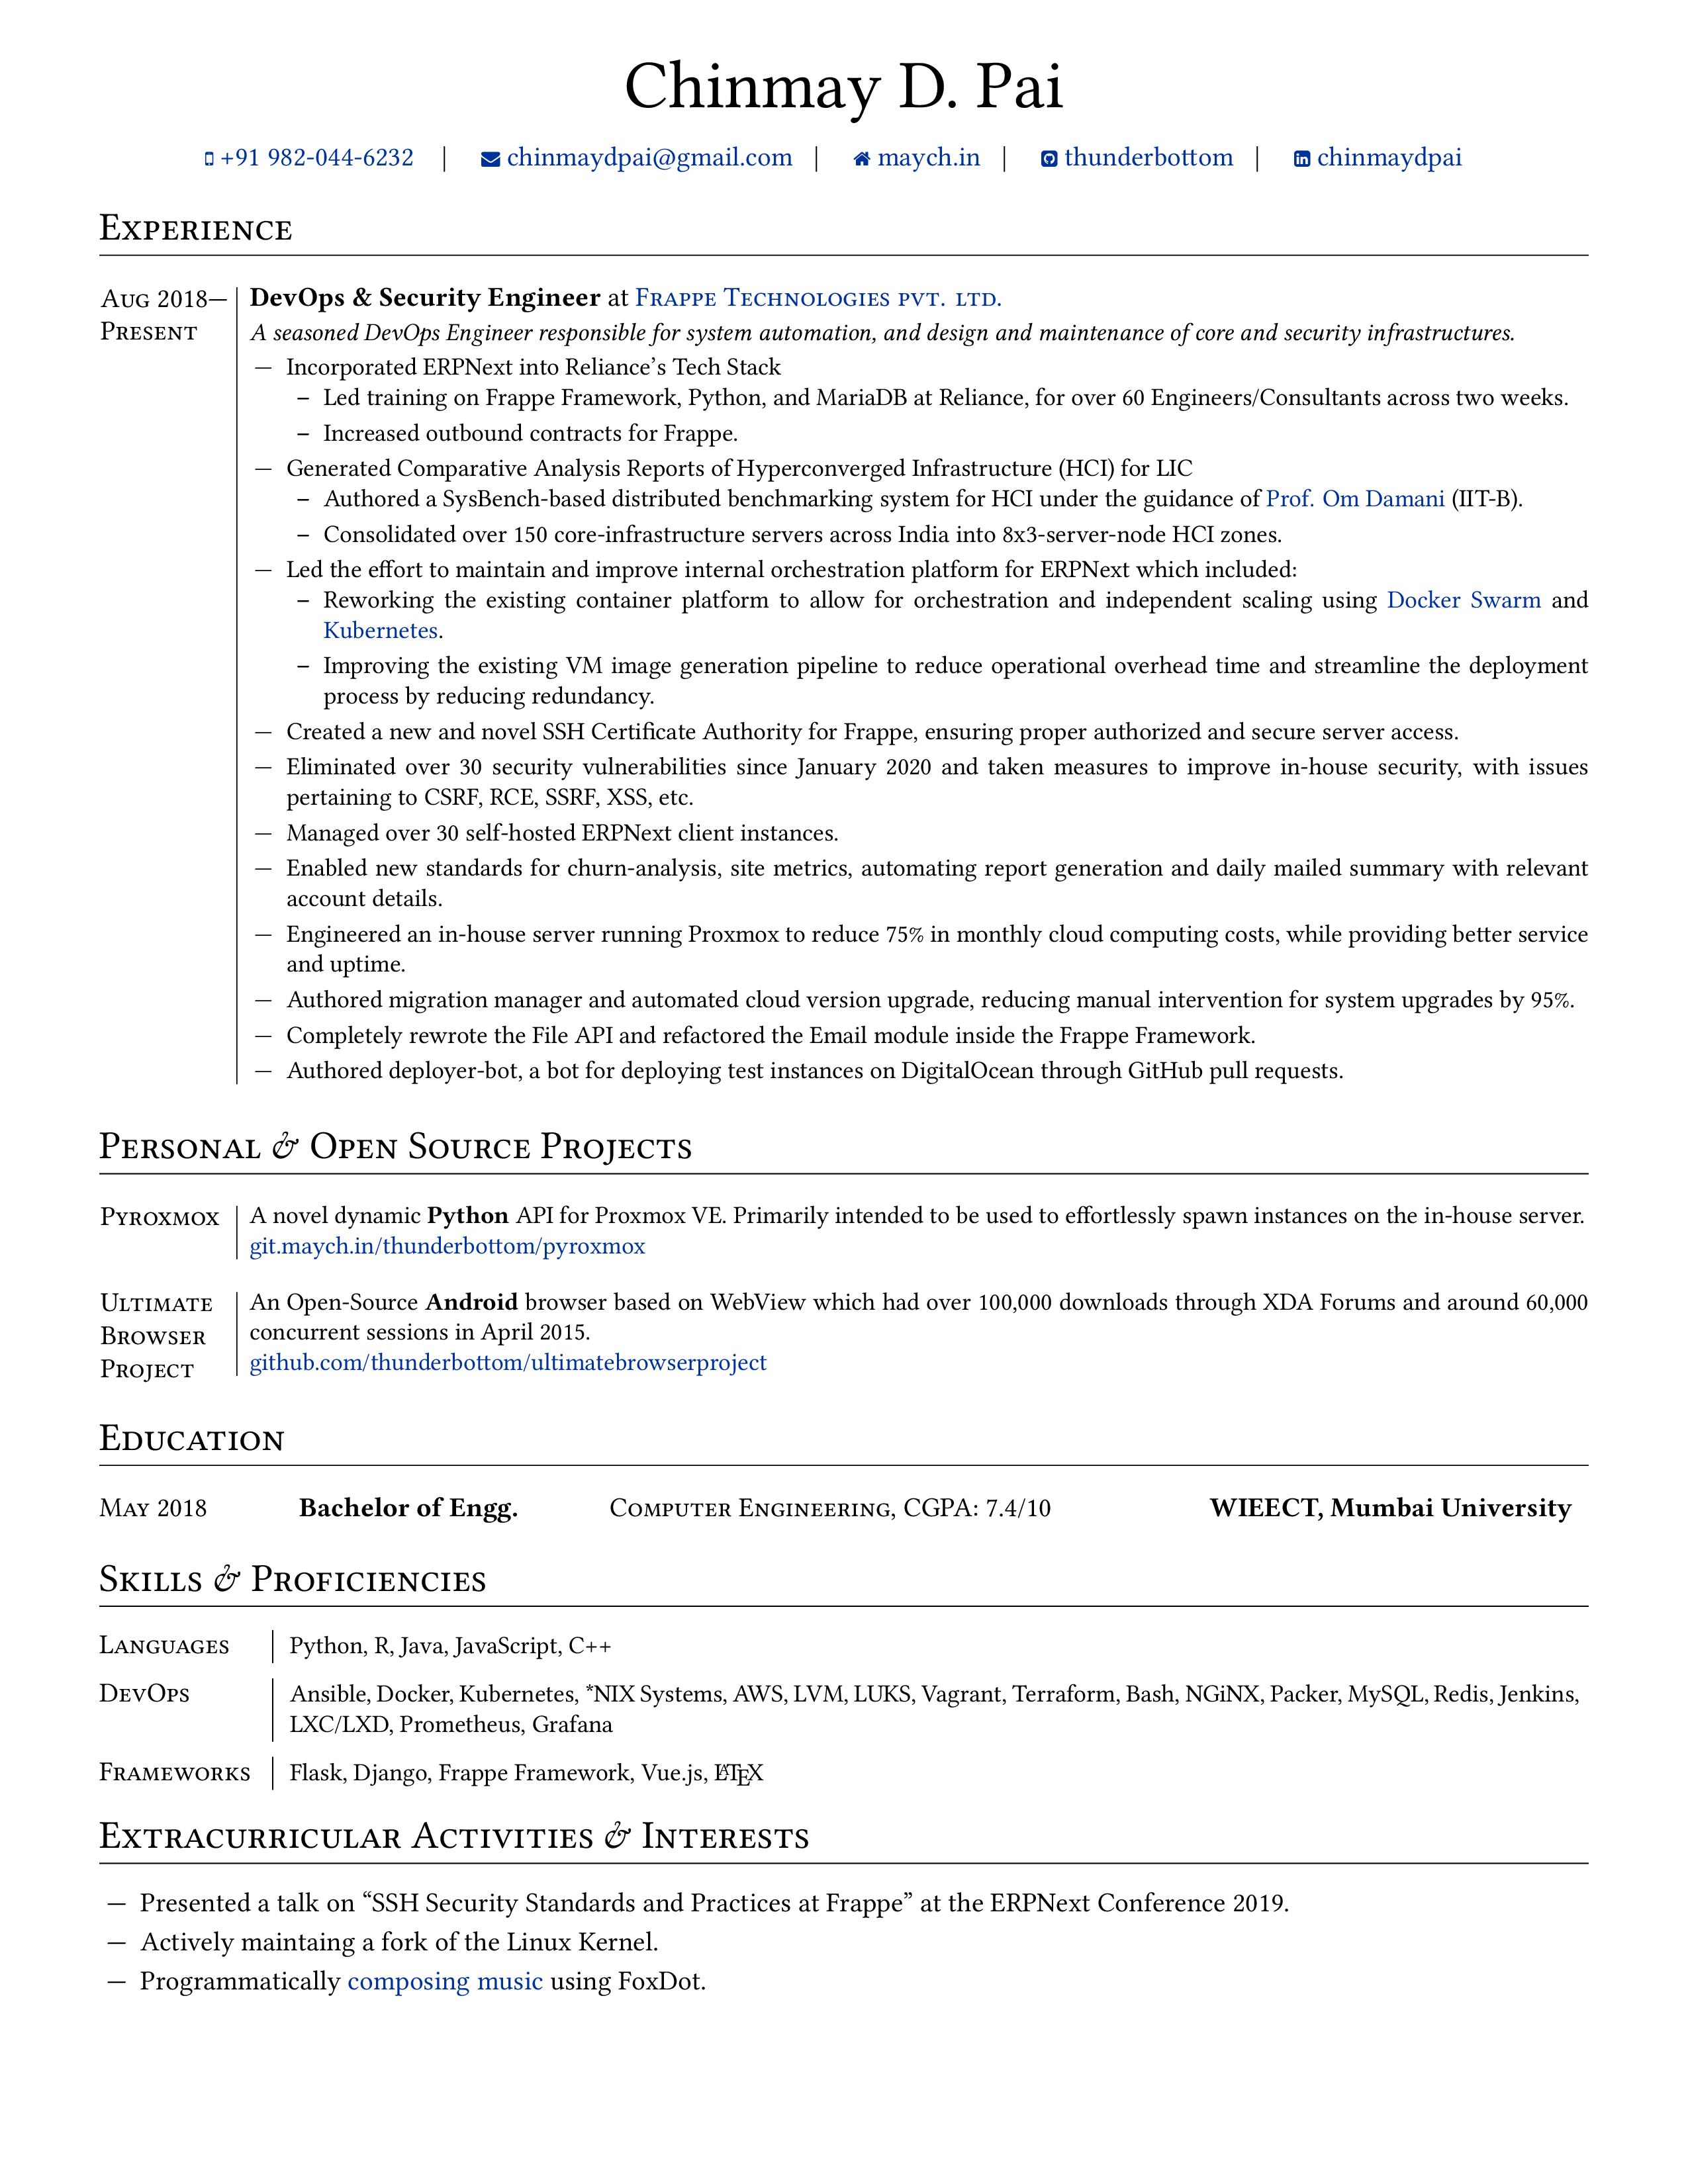 Chinmay D. Pai
+91 982-044-6232 | chinmaydpai@gmail.com | maych.in | thunderbottom | chinmaydpai
Experience
Aug 2018— DevOps & Security Engineer at Frappe Technologies pvt. ltd.
Present A seasoned DevOps Engineer responsible for system automation, and design and maintenance of core and security infrastructures.
— Incorporated ERPNext into Reliance's Tech Stack
– Led training on Frappe Framework, Python, and MariaDB at Reliance, for over 60 Engineers/Consultants across two weeks.
– Increased outbound contracts for Frappe.
— Generated Comparative Analysis Reports of Hyperconverged Infrastructure (HCI) for LIC
– Authored a SysBench-based distributed benchmarking system for HCI under the guidance of Prof. Om Damani (IIT-B).
– Consolidated over 150 core-infrastructure servers across India into 8x3-server-node HCI zones.
— Led the effort to maintain and improve internal orchestration platform for ERPNext which included:
– Reworking the existing container platform to allow for orchestration and independent scaling using Docker Swarm and
Kubernetes.
– Improving the existing VM image generation pipeline to reduce operational overhead time and streamline the deployment
process by reducing redundancy.
— Created a new and novel SSH Certificate Authority for Frappe, ensuring proper authorized and secure server access.
— Eliminated over 30 security vulnerabilities since January 2020 and taken measures to improve in-house security, with issues
pertaining to CSRF, RCE, SSRF, XSS, etc.
— Managed over 30 self-hosted ERPNext client instances.
— Enabled new standards for churn-analysis, site metrics, automating report generation and daily mailed summary with relevant
account details.
— Engineered an in-house server running Proxmox to reduce 75% in monthly cloud computing costs, while providing better service
and uptime.
— Authored migration manager and automated cloud version upgrade, reducing manual intervention for system upgrades by 95%.
— Completely rewrote the File API and refactored the Email module inside the Frappe Framework.
— Authored deployer-bot, a bot for deploying test instances on DigitalOcean through GitHub pull requests.
Personal & Open Source Projects
Pyroxmox A novel dynamic Python API for Proxmox VE. Primarily intended to be used to effortlessly spawn instances on the in-house server.
git.maych.in/thunderbottom/pyroxmox
Ultimate An Open-Source Android browser based on WebView which had over 100,000 downloads through XDA Forums and around 60,000
Browser concurrent sessions in April 2015.
Project github.com/thunderbottom/ultimatebrowserproject
Education
May 2018 Bachelor of Engg. Computer Engineering, CGPA: 7.4/10 WIEECT, Mumbai University
Skills & Proficiencies
Languages Python, R, Java, JavaScript, C++
DevOps Ansible, Docker, Kubernetes, *NIX Systems, AWS, LVM, LUKS, Vagrant, Terraform, Bash, NGiNX, Packer, MySQL, Redis, Jenkins,
LXC/LXD, Prometheus, Grafana
Frameworks Flask, Django, Frappe Framework, Vue.js, LATEX
Extracurricular Activities & Interests
— Presented a talk on “SSH Security Standards and Practices at Frappe” at the ERPNext Conference 2019.
— Actively maintaing a fork of the Linux Kernel.
— Programmatically composing music using FoxDot.